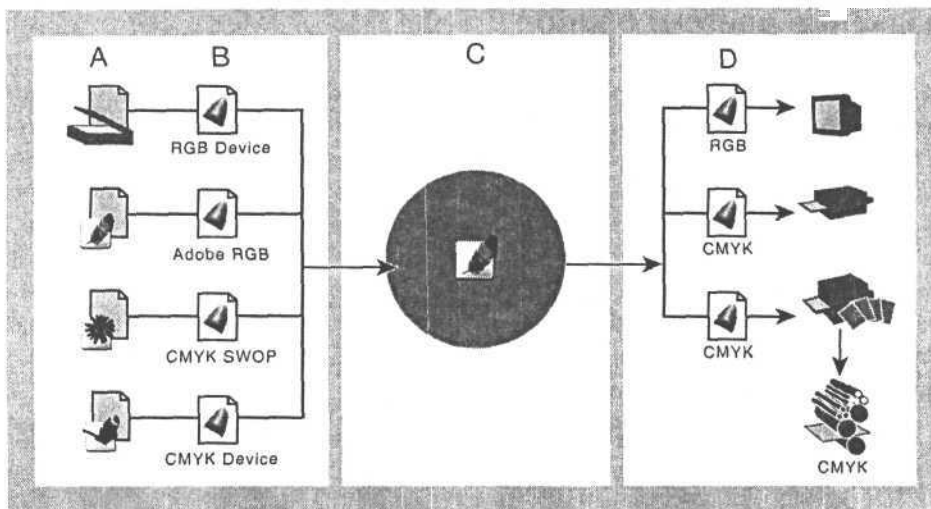 A B
RGB Device
Adobe RGB
CMYK SWOP
CMYK Device
C
D
RGB
CMYK
CMYK
CMYK